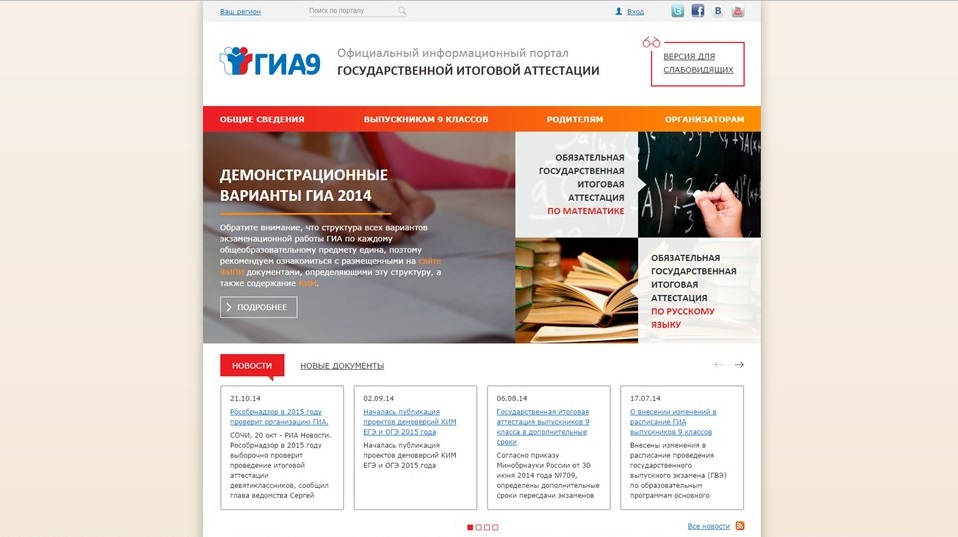 Ваш регион
Поиск по порталу
Вход
ГИА9
Официальный информационный портал
ГОСУДАРСТВЕННОЙ ИТОГОВОЙ АТТЕСТАЦИИ
ВЕРСИЯ ДЛЯ
СЛАБОВИДЯЩИХ
ОБЩИЕ СВЕДЕНИЯ
ВЫПУСКНИКАМ 9 КЛАССОВ
РОДИТЕЛЯМ
ОРГАНИЗАТОРАМ
ДЕМОНСТРАЦИОННЫЕ
ВАРИАНТЫ ГИА 2014
Обратите внимание, что структура всех вариантов
экзаменационной работы ГИА по каждому
общеобразовательному предмету едина, поэтому
рекомендуем ознакомиться с размещенными на сайте
ФИПИ документами, определяющими эту структуру, а
также содержание КИМ.
ПОДРОБНЕЕ
ОБЯЗАТЕЛЬНАЯ
ГОСУДАРСТВЕННАЯ
ИТОГОВАЯ
АТТЕСТАЦИЯ
ПО МАТЕМАТИКЕ
ОБЯЗАТЕЛЬНАЯ
ГОСУДАРСТВЕННАЯ
ИТОГОВАЯ
АТТЕСТАЦИЯ
ПО РУССКОМУ
ЯЗЫКУ
НОВОСТИ
НОВЫЕ ДОКУМЕНТЫ
21.10.14
Рособрнадзор в 2015 году
проверит организацию ГИА.
СОЧИ, 20 окт - РИА Новости.
Рособрнадзор в 2015 году
выборочно проверит
проведение итоговой
аттестации
девятиклассников, сообщил
глава ведомства Сергей
02.09.14
Началась публикация
проектов демоверсий КИМ
ЕГЭ и ОГЭ 2015 года
Началась публикация
проектов демоверсий КИМ
ЕГЭ и ОГЭ 2015 года
06.08.14
Государственная итоговая
аттестация выпускников 9
класса в дополнительные
сроки
Согласно приказу
Минобрнауки России от 30
июня 2014 года №709,
определены дополнительные
сроки пересдачи экзаменов
17.07.14
О внесении изменений в
расписание ГИА
выпускников 9 классов
Внесены изменения в
расписание проведения
государственного
выпускного экзамена (ГВЭ)
по образовательным
программам основного
Все новости